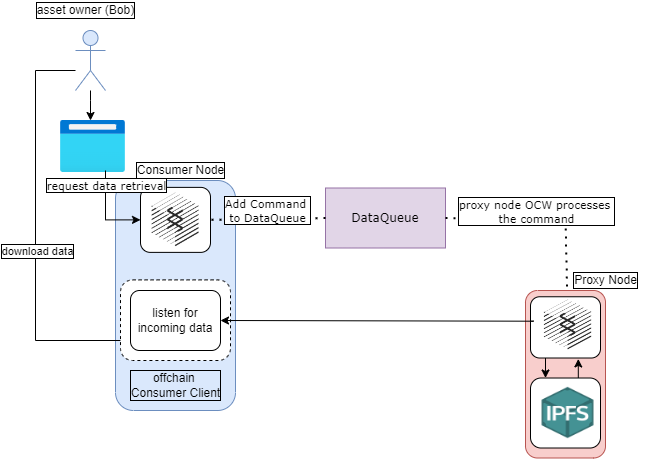 asset owner (Bob)
Consumer Node
request data retrieval
Add Command
to DataQueue
DataQueue
proxy node OCW processes
the command
download data
Proxy Node
listen for
incoming data
offchain
Consumer Client
IPFS